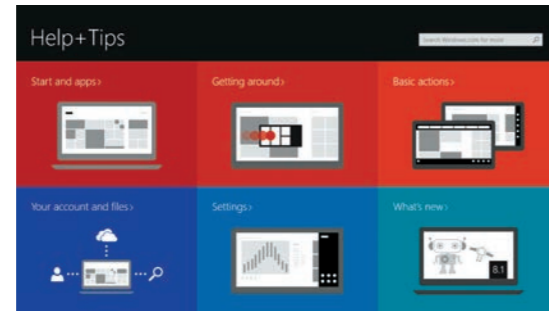 Help+Tips
Search Windows.com for more
Start and apps›
Getting around›
Basic actions›
Your account and files›
Settings›
What's new›
8.1